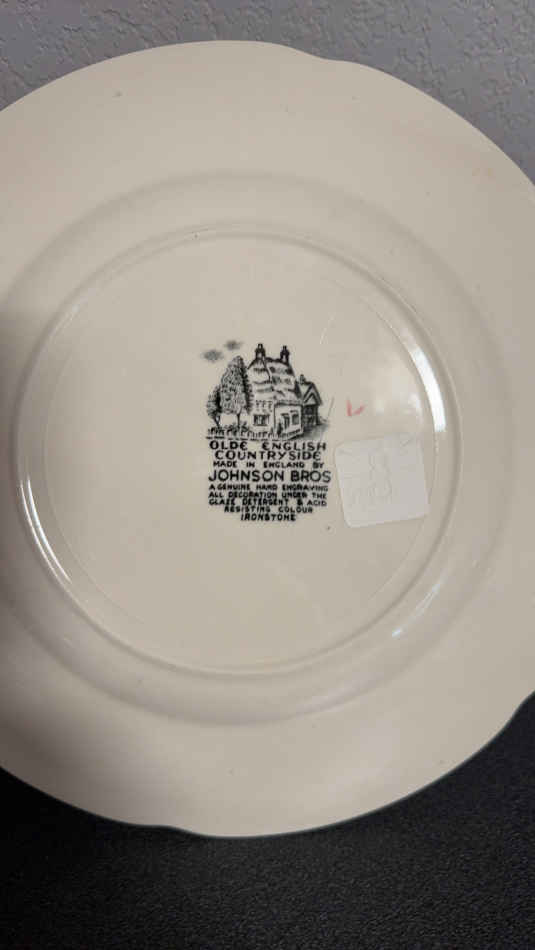 OLDE ENGLISH
COUNTRYSIDE
MADE IN ENGLAND BY
JOHNSON BROS
A GENUINE HAND ENGRAVING
ALL DECORATION UNDER THE
GLAZE DETERGENT & ACID
RESISTING COLOUR
IRONSTONE